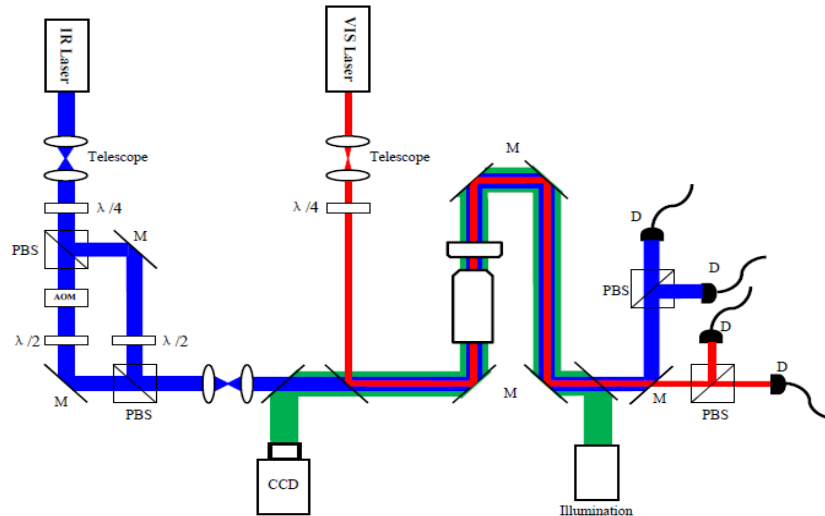 IR Laser
VIS Laser
Telescope
Telescope
M
λ/4
λ/4
D
PBS
M
D
PBS
AOM
λ/2
λ/2
D
D
M
PBS
M
M
PBS
CCD
Illumination